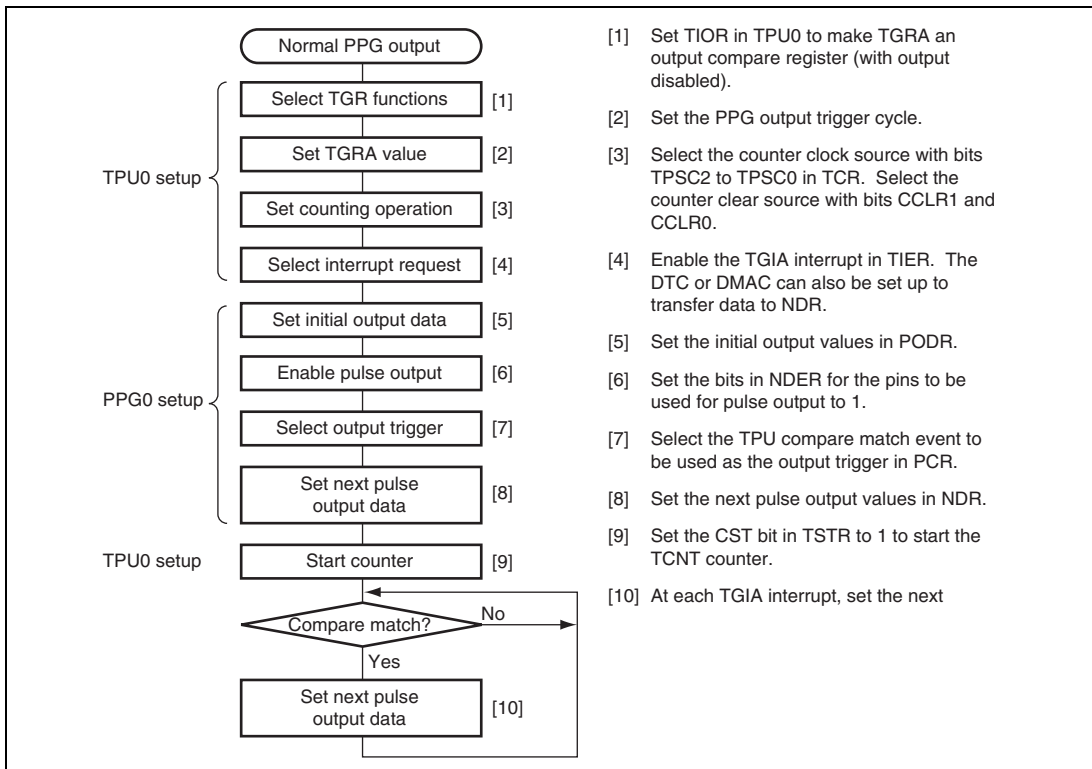 Normal PPG output
Select TGR functions [1]
Set TGRA value [2]
TPU0 setup
Set counting operation [3]
Select interrupt request [4]
Set initial output data [5]
Enable pulse output [6]
PPG0 setup
Select output trigger [7]
Set next pulse
output data [8]
TPU0 setup
Start counter [9]
Compare match?
No
Yes
Set next pulse
output data [10]
[1] Set TIOR in TPU0 to make TGRA an
output compare register (with output
disabled).
[2] Set the PPG output trigger cycle.
[3] Select the counter clock source with bits
TPSC2 to TPSC0 in TCR. Select the
counter clear source with bits CCLR1 and
CCLR0.
[4] Enable the TGIA interrupt in TIER. The
DTC or DMAC can also be set up to
transfer data to NDR.
[5] Set the initial output values in PODR.
[6] Set the bits in NDER for the pins to be
used for pulse output to 1.
[7] Select the TPU compare match event to
be used as the output trigger in PCR.
[8] Set the next pulse output values in NDR.
[9] Set the CST bit in TSTR to 1 to start the
TCNT counter.
[10] At each TGIA interrupt, set the next